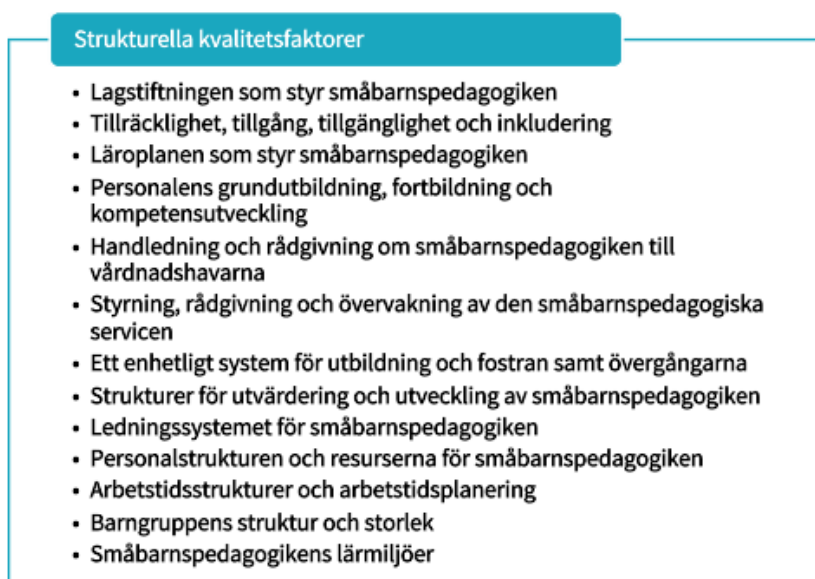 Strukturella kvalitetsfaktorer
• Lagstiftningen som styr småbarnspedagogiken
• Tillräcklighet, tillgång, tillgänglighet och inkludering
• Läroplanen som styr småbarnspedagogiken
• Personalens grundutbildning, fortbildning och
kompetensutveckling
• Handledning och rådgivning om småbarnspedagogiken till
vårdnadshavarna
• Styrning, rådgivning och övervakning av den småbarnspedagogiska
servicen
• Ett enhetligt system för utbildning och fostran samt övergångarna
• Strukturer för utvärdering och utveckling av småbarnspedagogiken
• Ledningssystemet för småbarnspedagogiken
• Personalstrukturen och resurserna för småbarnspedagogiken
• Arbetstidsstrukturer och arbetstidsplanering
• Barngruppens struktur och storlek
• Småbarnspedagogikens lärmiljöer